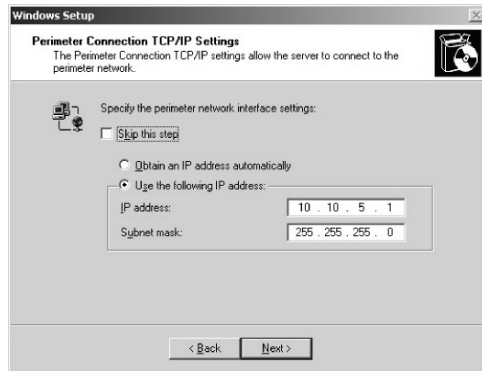 Windows Setup
Perimeter Connection TCP/IP Settings
The Perimeter Connection TCP/IP settings allow the server to connect to the
perimeter network.
Specify the perimeter network interface settings:
Skip this step
Obtain an IP address automatically
Use the following IP address:
IP address: 10 . 10 . 5 . 1
Subnet mask: 255 . 255 . 255 . 0
< Back Next >